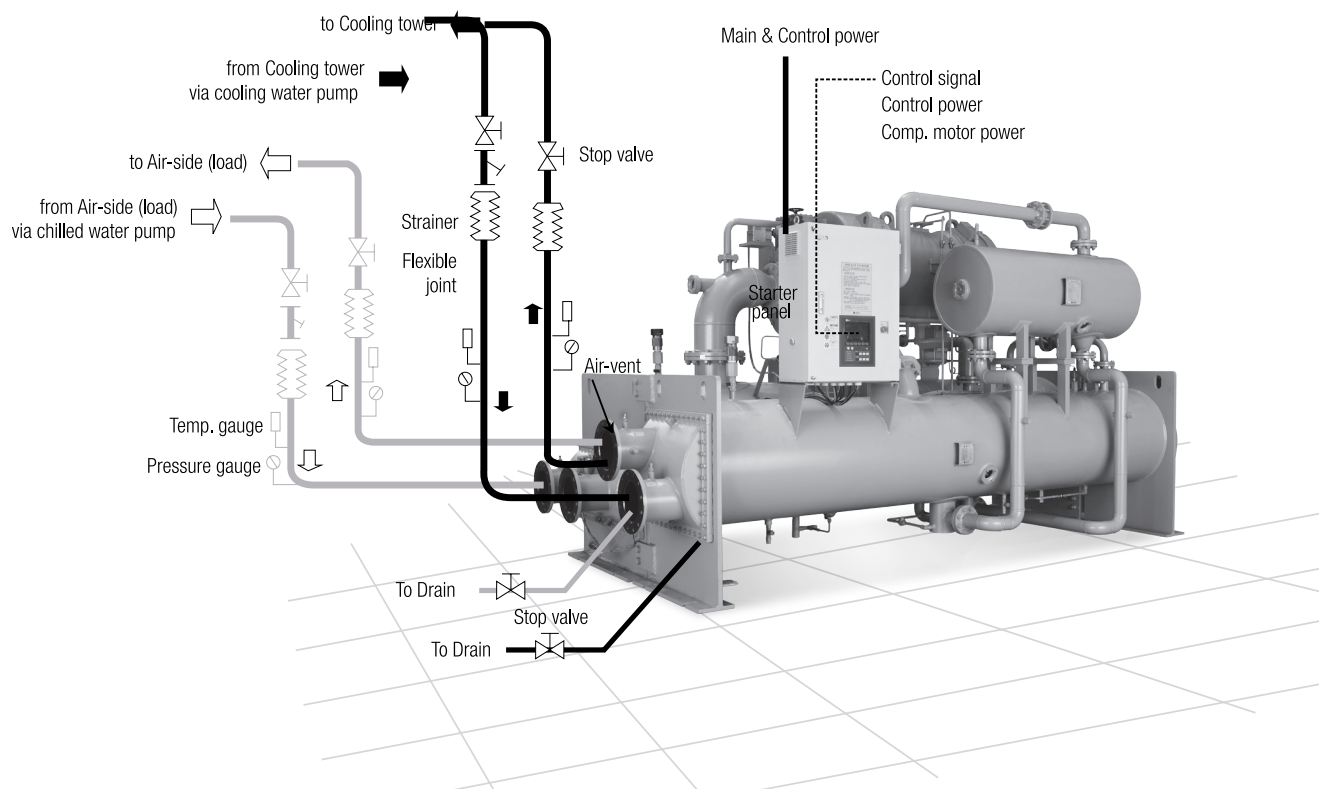 to Cooling tower
from Cooling tower
via cooling water pump
to Air-side (load)
from Air-side (load)
via chilled water pump
Main & Control power
Control signal
Control power
Comp. motor power
Stop valve
Strainer
Flexible
joint
Starter
panel
Air-vent
Temp. gauge
Pressure gauge
To Drain
Stop valve
To Drain